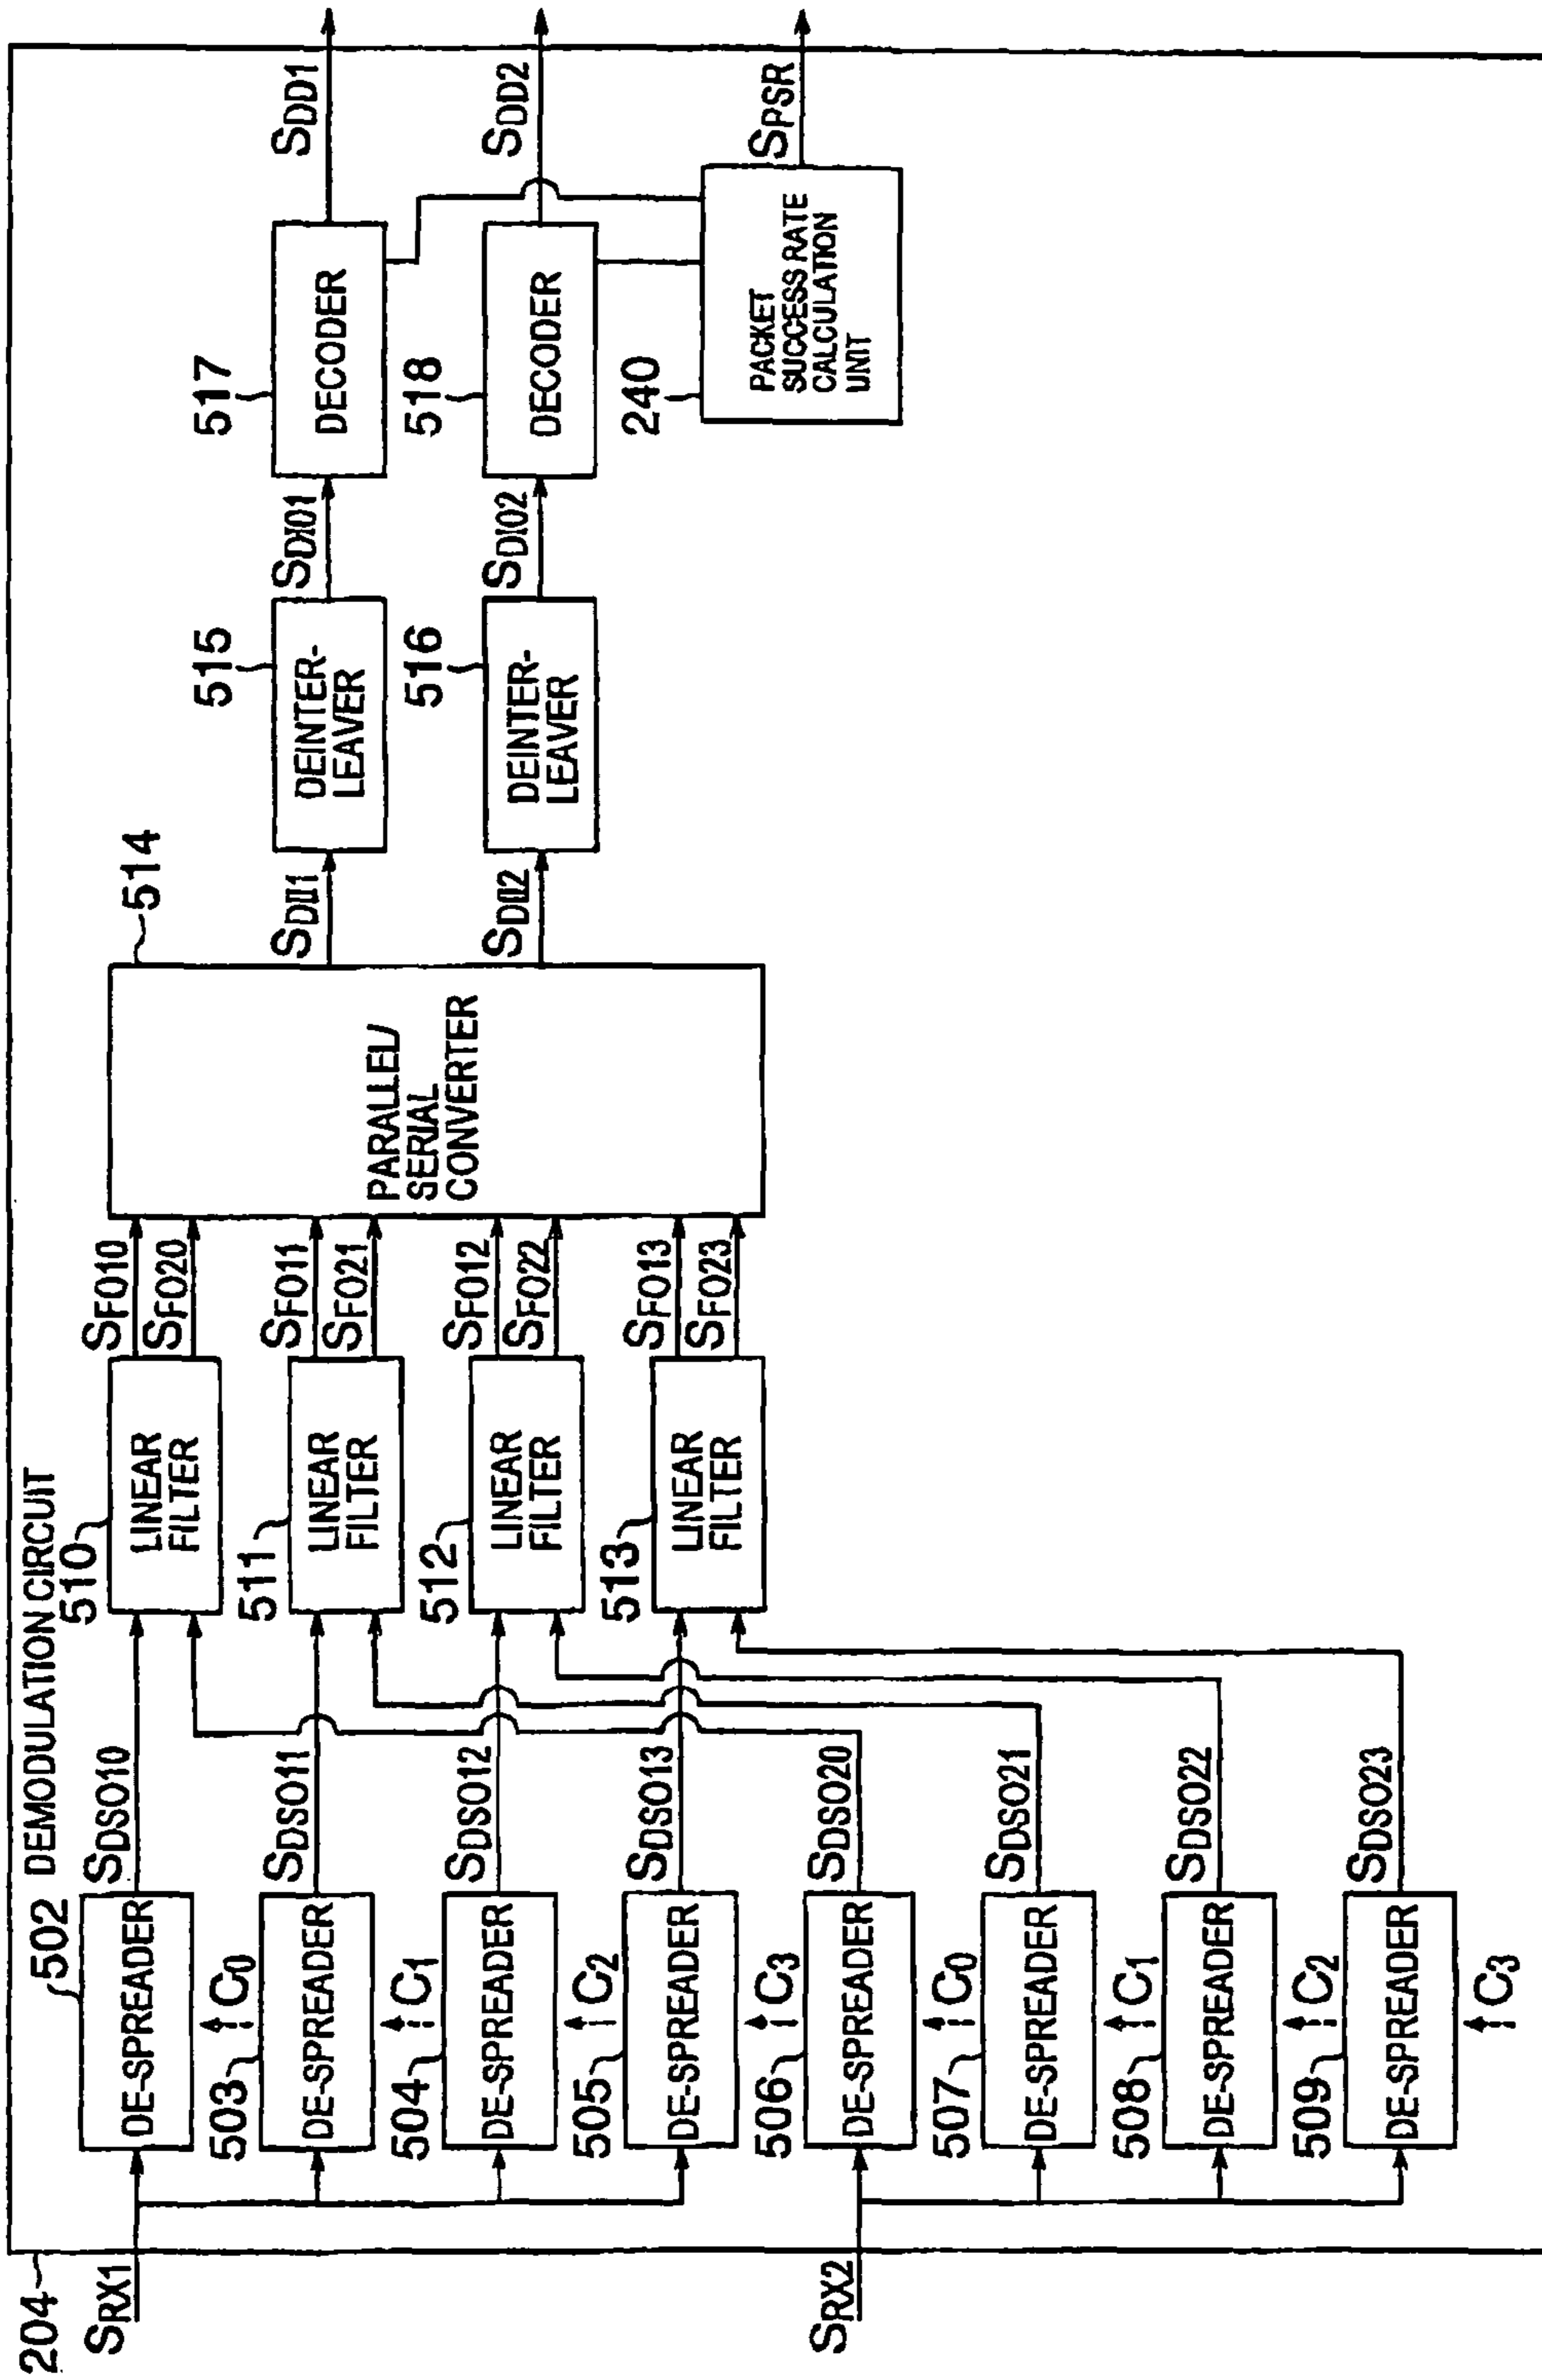 204
DEMODULATION CIRCUIT
SRX1
SRX2
502
DE-SPREADER
C0
503
DE-SPREADER
C1
504
DE-SPREADER
C2
505
DE-SPREADER
C3
506
DE-SPREADER
C0
507
DE-SPREADER
C1
508
DE-SPREADER
C2
509
DE-SPREADER
C3
SDSO10
SDSO11
SDSO12
SDSO13
SDSO20
SDSO21
SDSO22
SDSO23
510
LINEAR
FILTER
511
LINEAR
FILTER
512
LINEAR
FILTER
513
LINEAR
FILTER
SFO10
SFO20
SFO11
SFO21
SFO12
SFO22
SFO13
SFO23
514
PARALLEL/
SERIAL
CONVERTER
SDI2
515
DEINTER-
LEAVER
516
DEINTER-
LEAVER
SDIO1
SDIO2
517
DECODER
518
DECODER
240
PACKET
SUCCESS RATE
CALCULATION
UNIT
SDD1
SDD2
SPSR